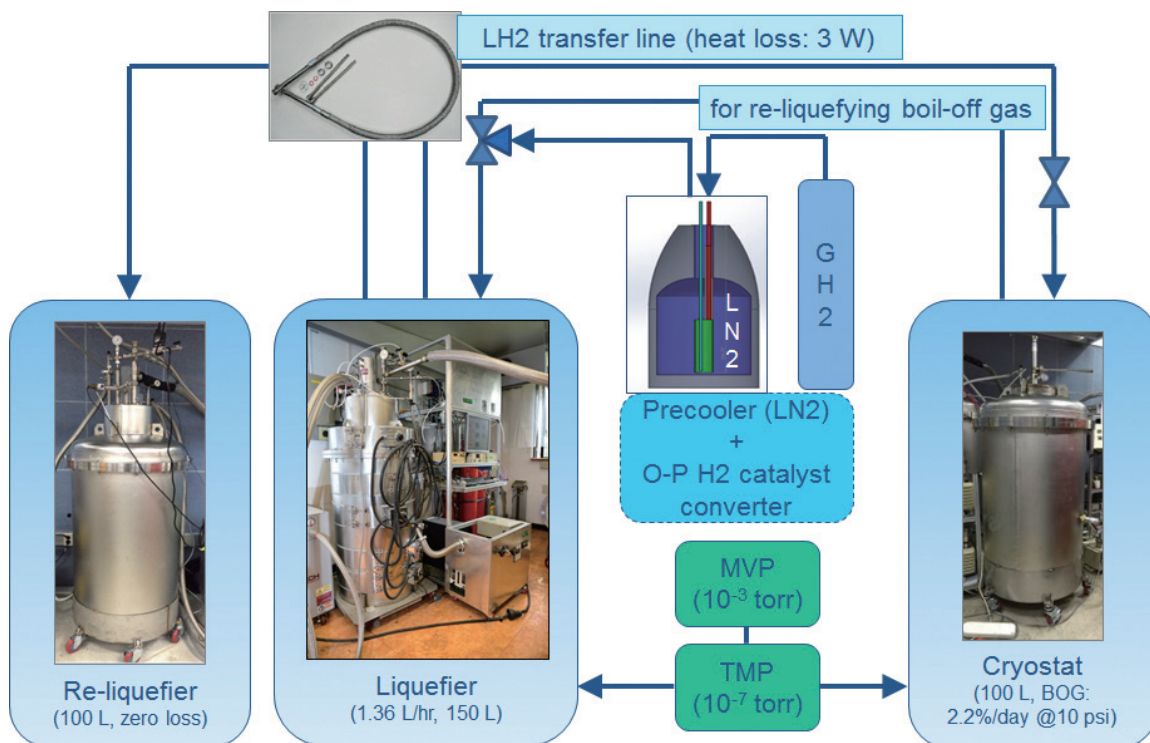 LH2 transfer line (heat loss: 3 W)
for re-liquefying boil-off gas
G
H
2
L
N
2
Precooler (LN2)
+
O-P H2 catalyst
converter
MVP
(10⁻³ torr)
TMP
(10⁻⁷ torr)
Re-liquefier
(100 L, zero loss)
Liquefier
(1.36 L/hr, 150 L)
Cryostat
(100 L, BOG:
2.2%/day @10 psi)